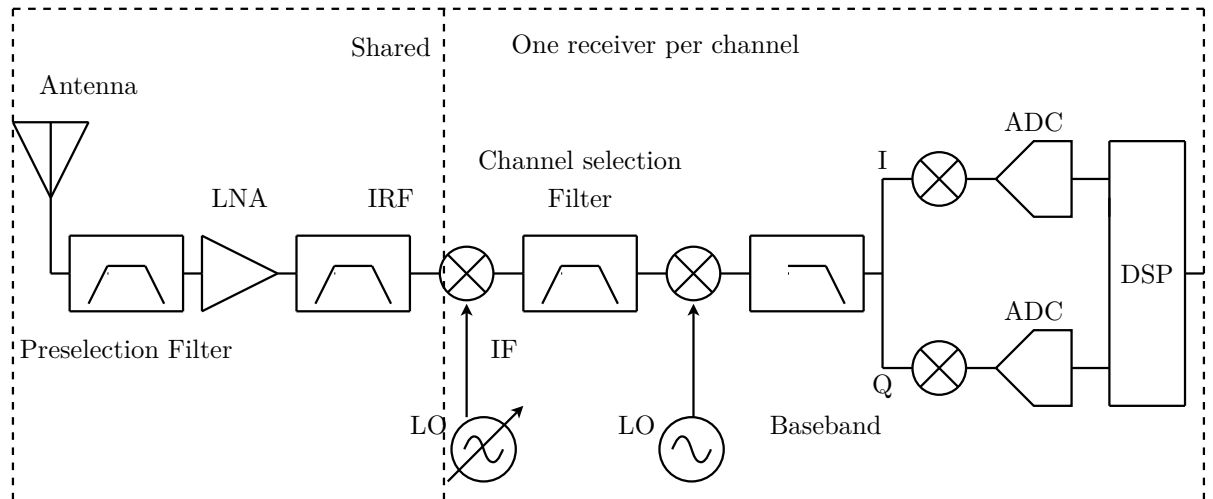 Shared
One receiver per channel
Antenna
ADC
Channel selection
Filter
I
LNA
IRF
DSP
ADC
Preselection Filter
IF
Q
LO
LO
Baseband